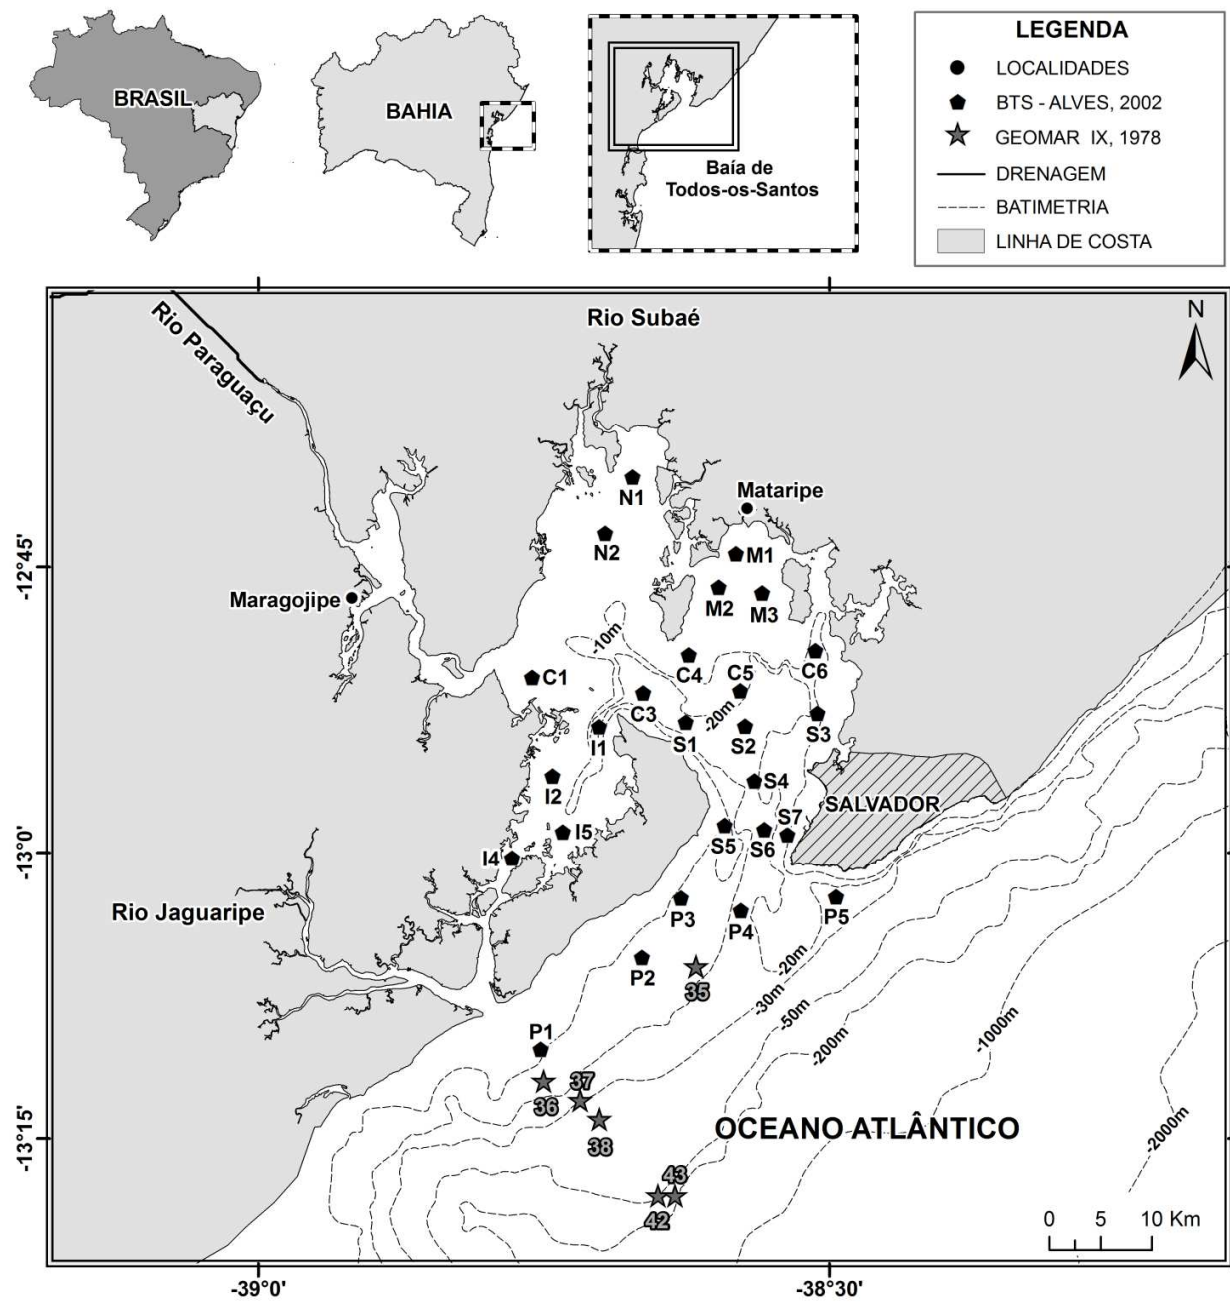 BRASIL
BAHIA
Baía de
Todos-os-Santos
LEGENDA
LOCALIDADES
BTS - ALVES, 2002
GEOMAR IX, 1978
DRENAGEM
BATIMETRIA
LINHA DE COSTA
Rio Paraguaçu
Rio Subaé
N
N1
Mataripe
N2
M1
-12°45'
Maragojipe
M2
M3
-10m
C1
C4
C5
C6
C3
-20m
I1
S1
S2
S3
I2
S4
SALVADOR
I5
S5
S6
S7
-13°0'
I4
Rio Jaguaripe
P3
P4
P5
P2
35
-20m
-30m
-50m
-200m
-1000m
-2000m
P1
36
37
38
OCEANO ATLÂNTICO
-13°15'
43
42
0 5 10 Km
-39°0'
-38°30'